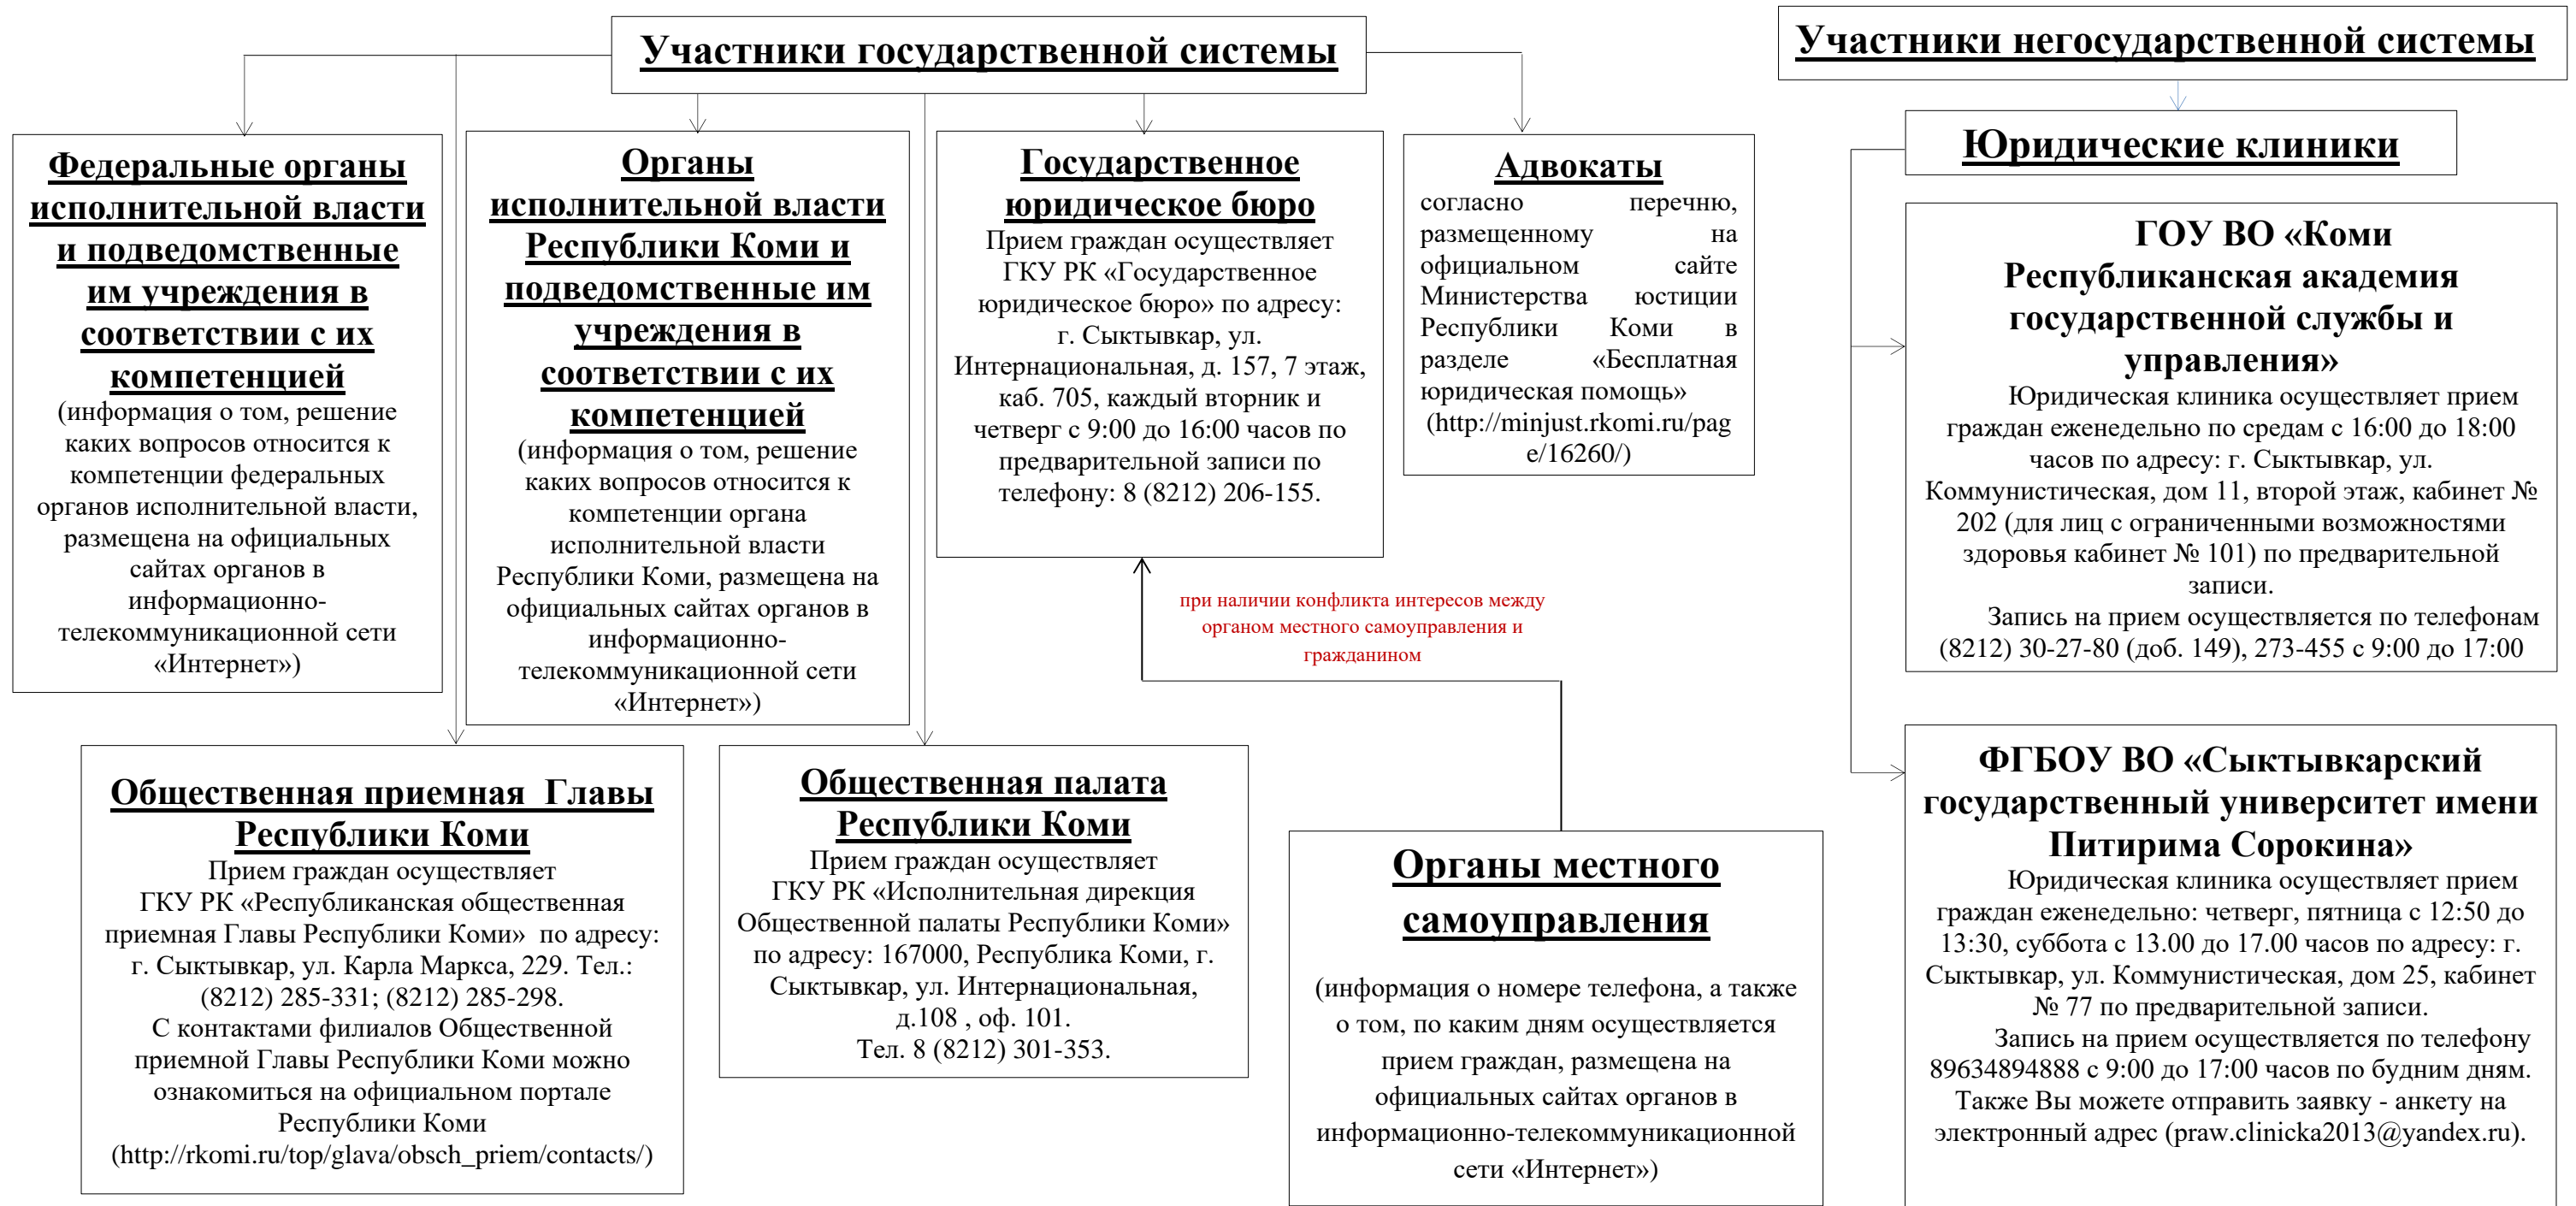 Участники государственной системы
Участники негосударственной системы
Федеральные органы
исполнительной власти
и подведомственные
им учреждения в
соответствии с их
компетенцией
(информация о том, решение
каких вопросов относится к
компетенции федеральных
органов исполнительной власти,
размещена на официальных
сайтах органов в
информационно-
телекоммуникационной сети
«Интернет»)
Органы
исполнительной власти
Республики Коми и
подведомственные им
учреждения в
соответствии с их
компетенцией
(информация о том, решение
каких вопросов относится к
компетенции органа
исполнительной власти
Республики Коми, размещена на
официальных сайтах органов в
информационно-
телекоммуникационной сети
«Интернет»)
Государственное
юридическое бюро
Прием граждан осуществляет
ГКУ РК «Государственное
юридическое бюро» по адресу:
г. Сыктывкар, ул.
Интернациональная, д. 157, 7 этаж,
каб. 705, каждый вторник и
четверг с 9:00 до 16:00 часов по
предварительной записи по
телефону: 8 (8212) 206-155.
Адвокаты
согласно перечню,
размещенному на
официальном сайте
Министерства юстиции
Республики Коми в
разделе «Бесплатная
юридическая помощь»
(http://minjust.rkomi.ru/pag
e/16260/)
Юридические клиники
ГОУ ВО «Коми
Республиканская академия
государственной службы и
управления»
Юридическая клиника осуществляет прием
граждан еженедельно по средам с 16:00 до 18:00
часов по адресу: г. Сыктывкар, ул.
Коммунистическая, дом 11, второй этаж, кабинет №
202 (для лиц с ограниченными возможностями
здоровья кабинет № 101) по предварительной
записи.
Запись на прием осуществляется по телефонам
(8212) 30-27-80 (доб. 149), 273-455 с 9:00 до 17:00
при наличии конфликта интересов между
органом местного самоуправления и
гражданином
Общественная приемная Главы
Республики Коми
Прием граждан осуществляет
ГКУ РК «Республиканская общественная
приемная Главы Республики Коми» по адресу:
г. Сыктывкар, ул. Карла Маркса, 229. Тел.:
(8212) 285-331; (8212) 285-298.
С контактами филиалов Общественной
приемной Главы Республики Коми можно
ознакомиться на официальном портале
Республики Коми
(http://rkomi.ru/top/glava/obsch_priem/contacts/)
Общественная палата
Республики Коми
Прием граждан осуществляет
ГКУ РК «Исполнительная дирекция
Общественной палаты Республики Коми»
по адресу: 167000, Республика Коми, г.
Сыктывкар, ул. Интернациональная,
д.108 , оф. 101.
Тел. 8 (8212) 301-353.
Органы местного
самоуправления
(информация о номере телефона, а также
о том, по каким дням осуществляется
прием граждан, размещена на
официальных сайтах органов в
информационно-телекоммуникационной
сети «Интернет»)
ФГБОУ ВО «Сыктывкарский
государственный университет имени
Питирима Сорокина»
Юридическая клиника осуществляет прием
граждан еженедельно: четверг, пятница с 12:50 до
13:30, суббота с 13.00 до 17.00 часов по адресу: г.
Сыктывкар, ул. Коммунистическая, дом 25, кабинет
№ 77 по предварительной записи.
Запись на прием осуществляется по телефону
89634894888 с 9:00 до 17:00 часов по будним дням.
Также Вы можете отправить заявку - анкету на
электронный адрес (praw.clinicka2013@yandex.ru).